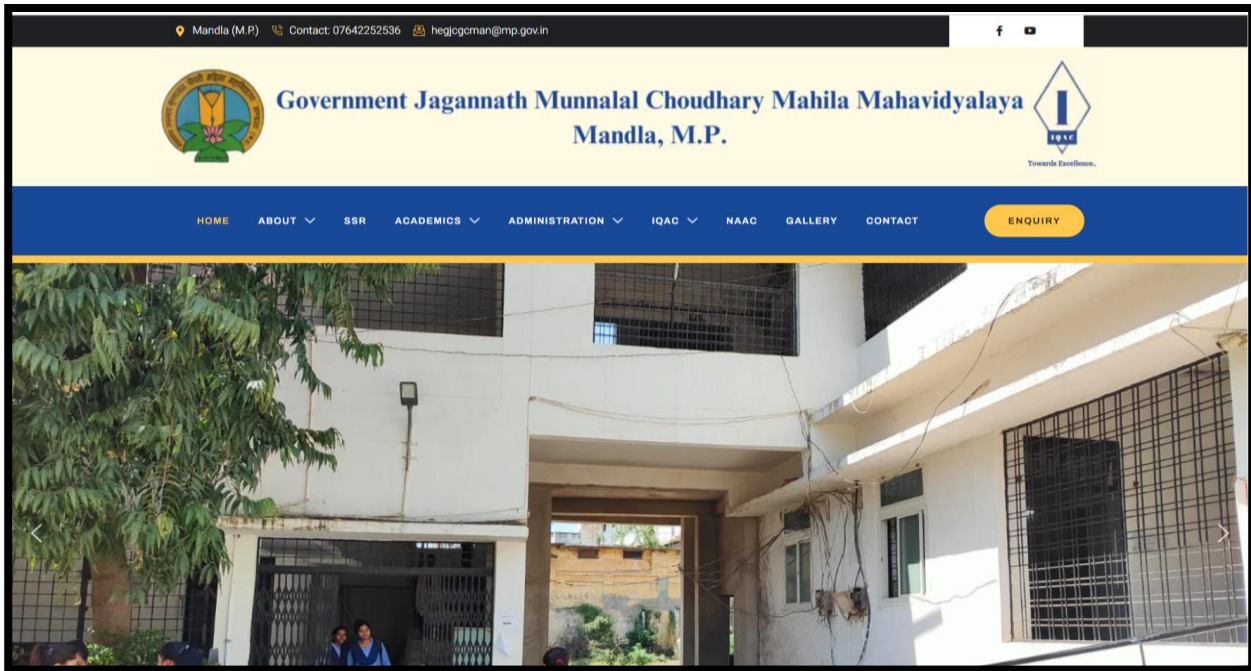 Mandla (M.P.) Contact: 07642252536 hegjcgcman@mp.gov.in
Government Jagannath Munnalal Choudhary Mahila Mahavidyalaya
Mandla, M.P.
IQAC
Towards Excellence..
HOME ABOUT SSR ACADEMICS ADMINISTRATION IQAC NAAC GALLERY CONTACT ENQUIRY